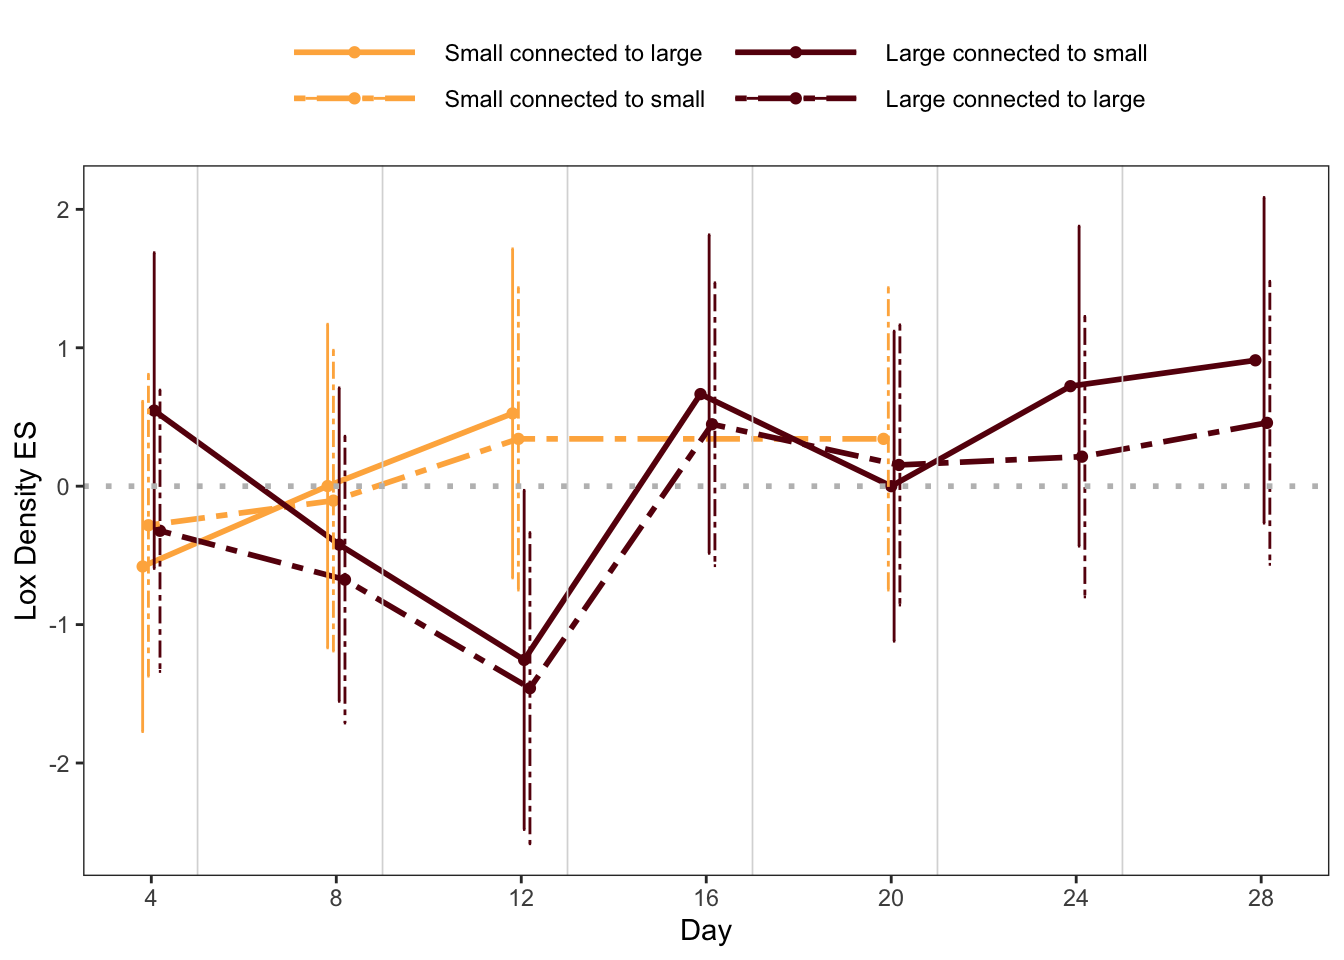 Small connected to large
Large connected to small
Small connected to small
Large connected to large
Lox Density ES
2
1
0
-1
-2
4 8 12 16 20 24 28
Day